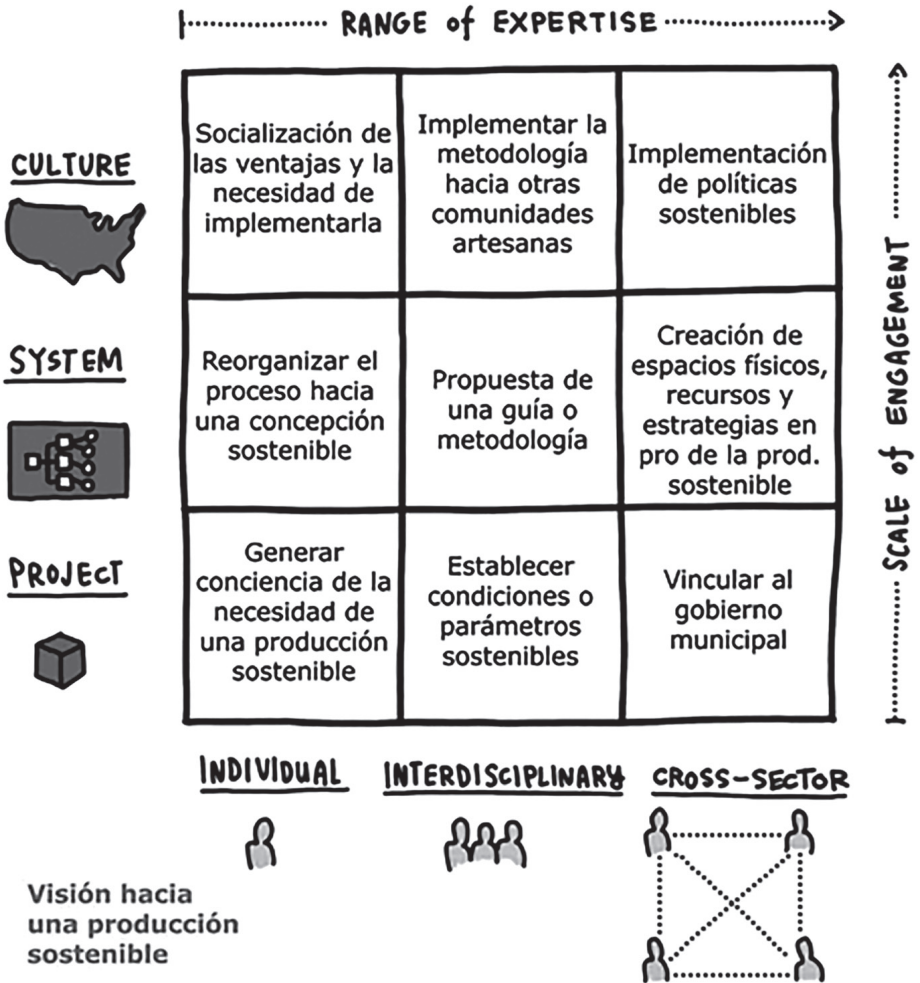 RANGE of EXPERTISE
SCALE of ENGAGEMENT
CULTURE
Socialización de
las ventajas y la
necesidad de
implementarla
Implementar la
metodología
hacia otras
comunidades
artesanas
Implementación
de políticas
sostenibles
SYSTEM
Reorganizar el
proceso hacia
una concepción
sostenible
Propuesta de
una guía o
metodología
Creación de
espacios físicos,
recursos y
estrategias en
pro de la prod.
sostenible
PROJECT
Generar
conciencia de la
necesidad de
una producción
sostenible
Establecer
condiciones o
parámetros
sostenibles
Vincular al
gobierno
municipal
INDIVIDUAL
INTERDISCIPLINARY
CROSS-SECTOR
Visión hacia
una producción
sostenible